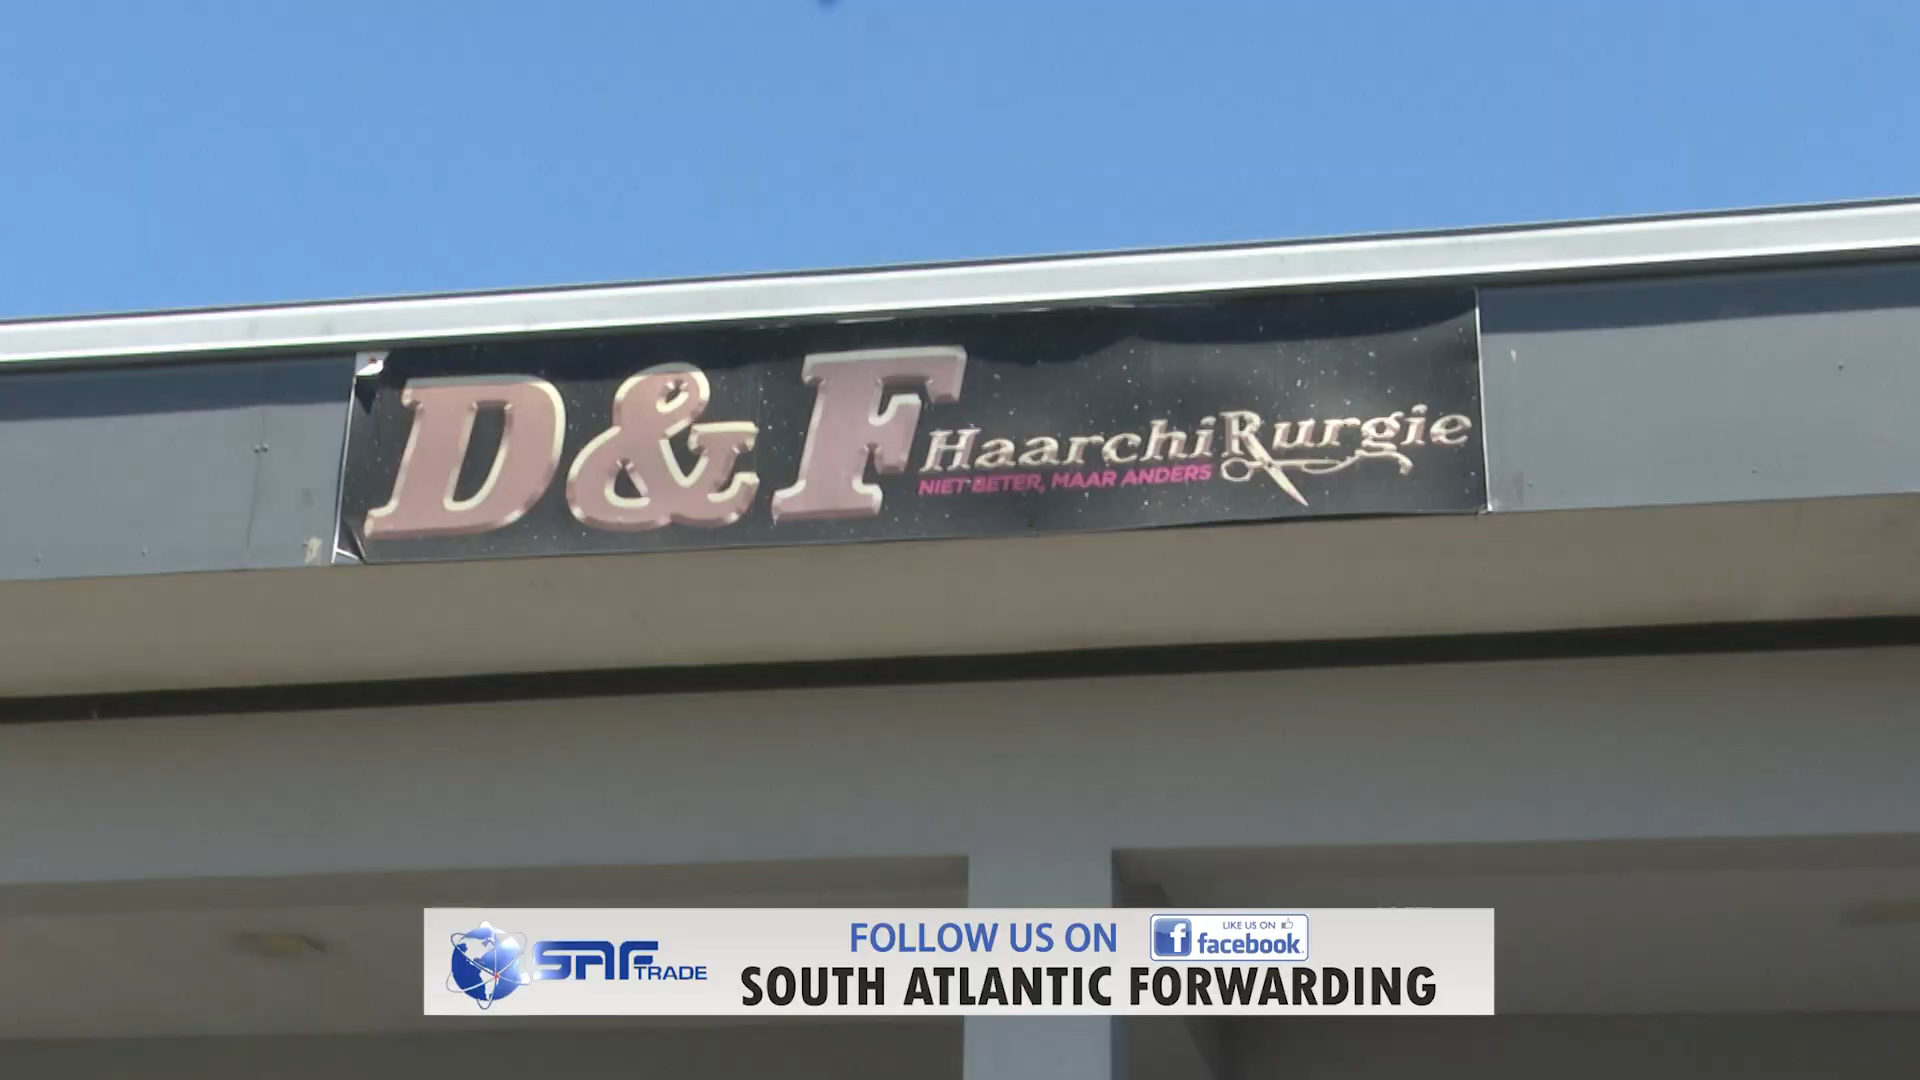 D&F HaarchiRurgie
NIET BETER, MAAR ANDERS
SAF TRADE
FOLLOW US ON
LIKE US ON
facebook
SOUTH ATLANTIC FORWARDING